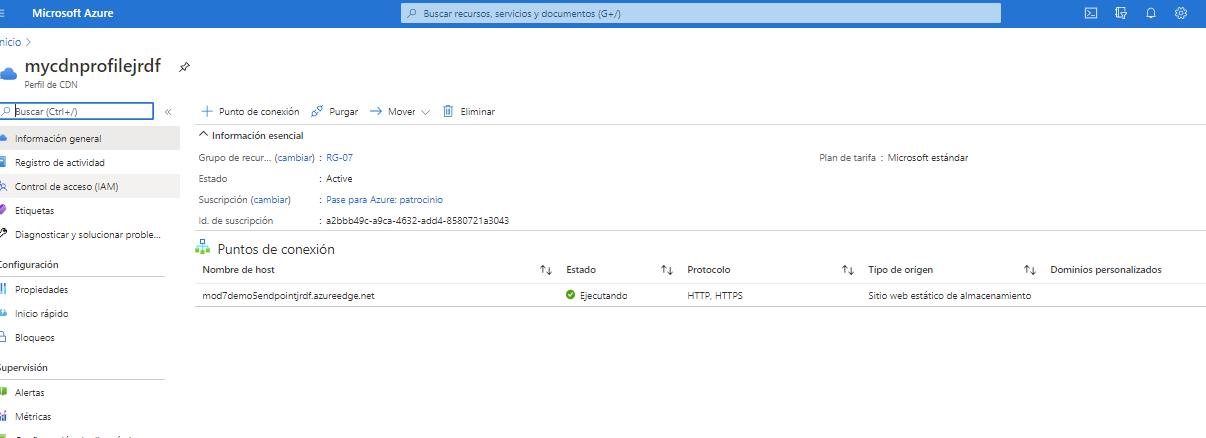 Microsoft Azure
Buscar recursos, servicios y documentos (G+/)
nicio
mycdnprofilejrdf
Perfil de CDN
Buscar (Ctrl+/)
Información general
Registro de actividad
Control de acceso (IAM)
Etiquetas
Diagnosticar y solucionar proble...
Configuración
Propiedades
Inicio rápido
Bloqueos
Supervisión
Alertas
Métricas
Punto de conexión Purgar Mover Eliminar
Información esencial
Grupo de recur... (cambiar) : RG-07
Plan de tarifa : Microsoft estándar
Estado : Active
Suscripción (cambiar) : Pase para Azure: patrocinio
Id. de suscripción : a2bbb49c-a9ca-4632-add4-8580721a3043
Puntos de conexión
Nombre de host Estado Protocolo Tipo de origen Dominios personalizados
mod7demo5endpointjrdf.azureedge.net Ejecutando HTTP, HTTPS Sitio web estático de almacenamiento